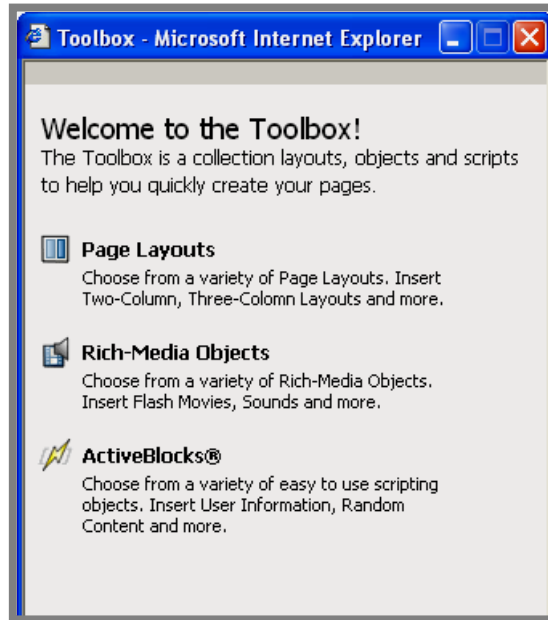 Toolbox - Microsoft Internet Explorer
Welcome to the Toolbox!
The Toolbox is a collection layouts, objects and scripts
to help you quickly create your pages.
Page Layouts
Choose from a variety of Page Layouts. Insert
Two-Column, Three-Colomn Layouts and more.
Rich-Media Objects
Choose from a variety of Rich-Media Objects.
Insert Flash Movies, Sounds and more.
ActiveBlocks®
Choose from a variety of easy to use scripting
objects. Insert User Information, Random
Content and more.